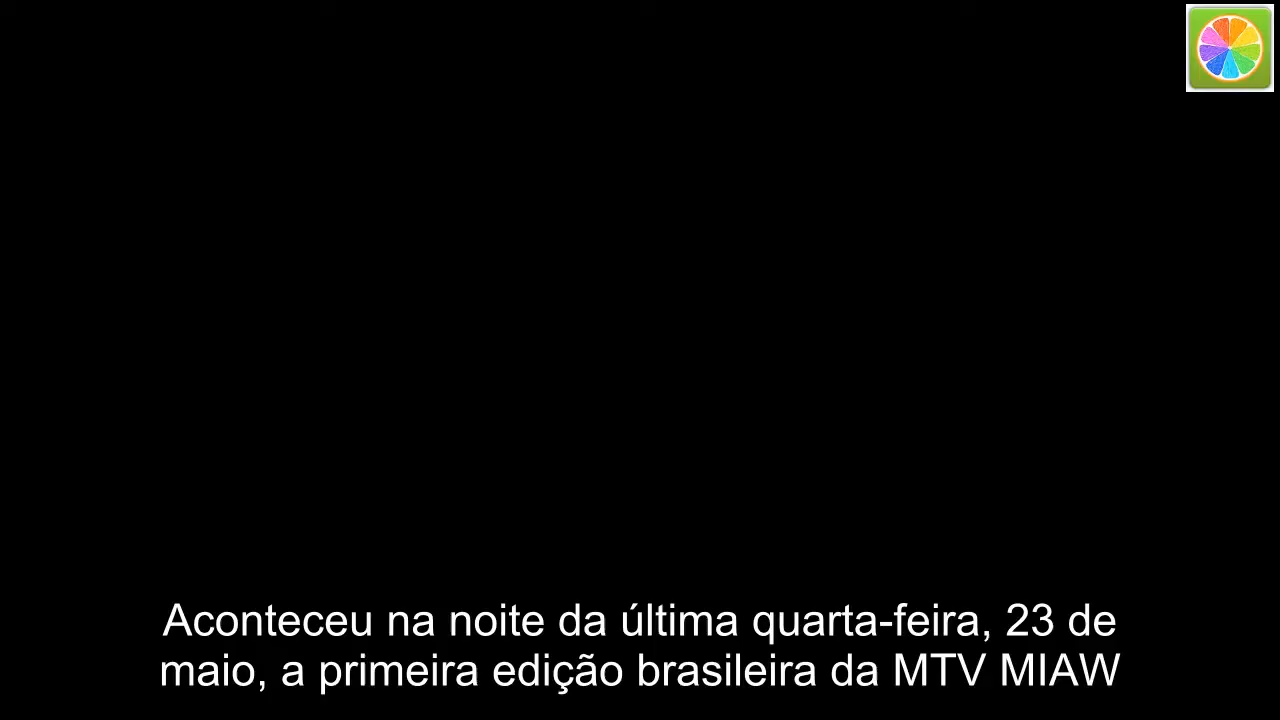 Aconteceu na noite da última quarta-feira, 23 de
maio, a primeira edição brasileira da MTV MIAW